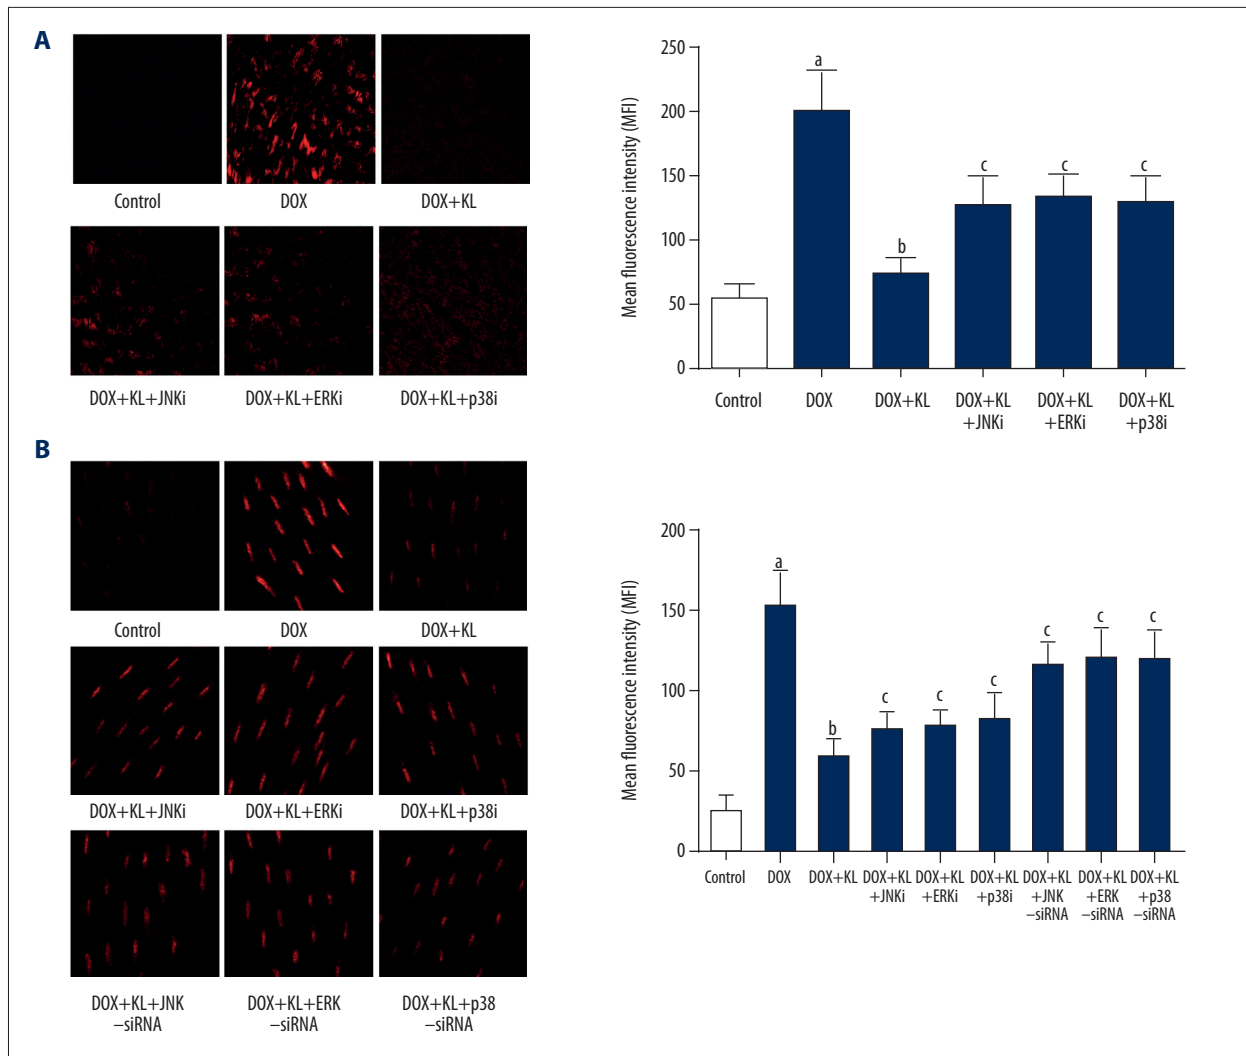 A
Control
DOX
DOX+KL
DOX+KL+JNKi
DOX+KL+ERKi
DOX+KL+p38i
Mean fluorescence intensity (MFI)
250
200
150
100
50
0
a
b
c
c
c
Control
DOX
DOX+KL
DOX+KL
+JNKi
DOX+KL
+ERKi
DOX+KL
+p38i
B
Control
DOX
DOX+KL
DOX+KL+JNKi
DOX+KL+ERKi
DOX+KL+p38i
DOX+KL+JNK
–siRNA
DOX+KL+ERK
–siRNA
DOX+KL+p38
–siRNA
Mean fluorescence intensity (MFI)
200
150
100
50
0
a
b
c
c
c
c
c
c
Control
DOX
DOX+KL
DOX+KL
+JNKi
DOX+KL
+ERKi
DOX+KL
+p38i
DOX+KL
+JNK
–siRNA
DOX+KL
+ERK
–siRNA
DOX+KL
+p38
–siRNA